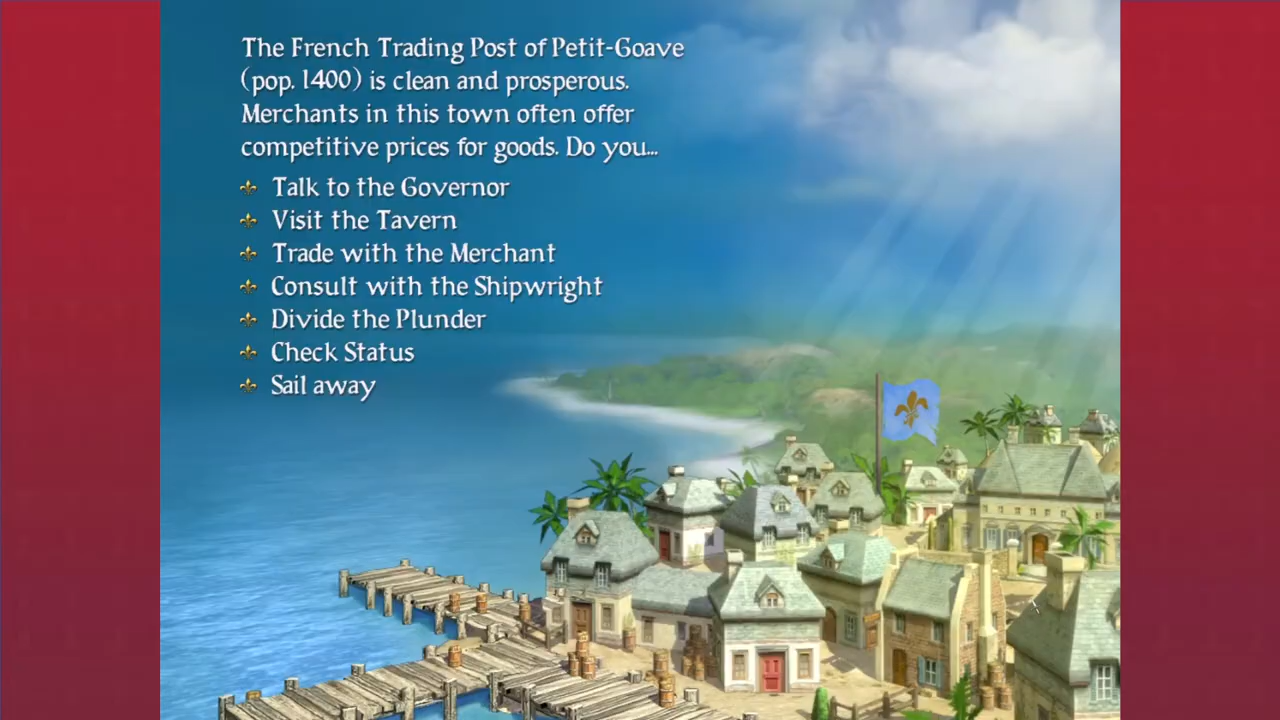 The French Trading Post of Petit-Goave
(pop. 1400) is clean and prosperous.
Merchants in this town often offer
competitive prices for goods. Do you...
Talk to the Governor
Visit the Tavern
Trade with the Merchant
Consult with the Shipwright
Divide the Plunder
Check Status
Sail away